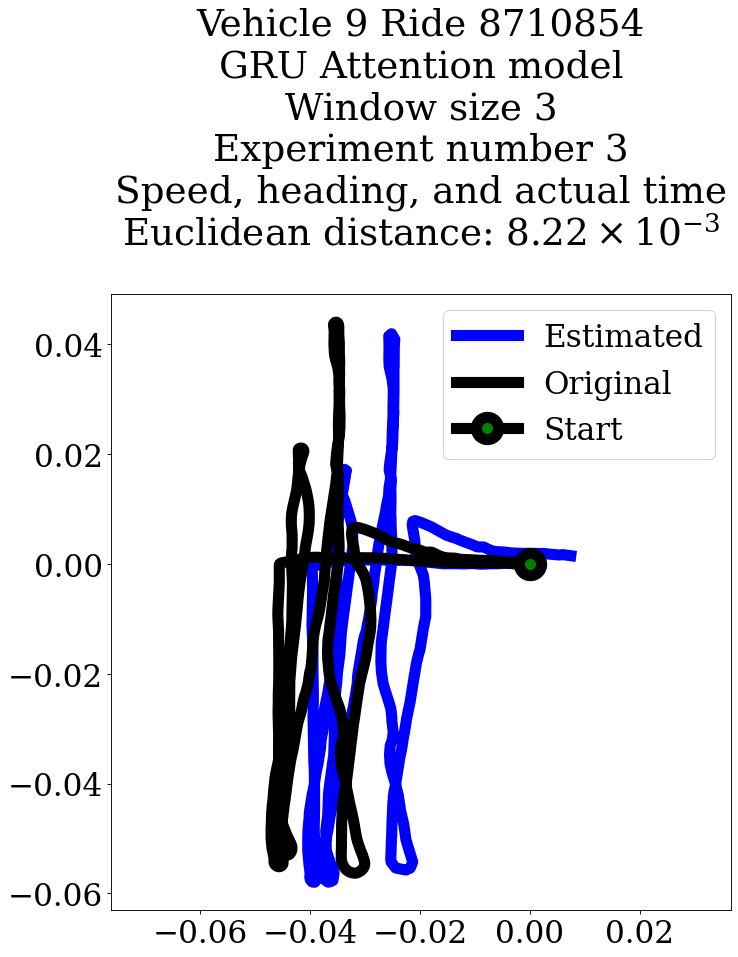 Vehicle 9 Ride 8710854
GRU Attention model
Window size 3
Experiment number 3
Speed, heading, and actual time
Euclidean distance: 8.22 × 10⁻³
Estimated
Original
Start
0.04
0.02
0.00
−0.02
−0.04
−0.06
−0.06 −0.04 −0.02 0.00 0.02